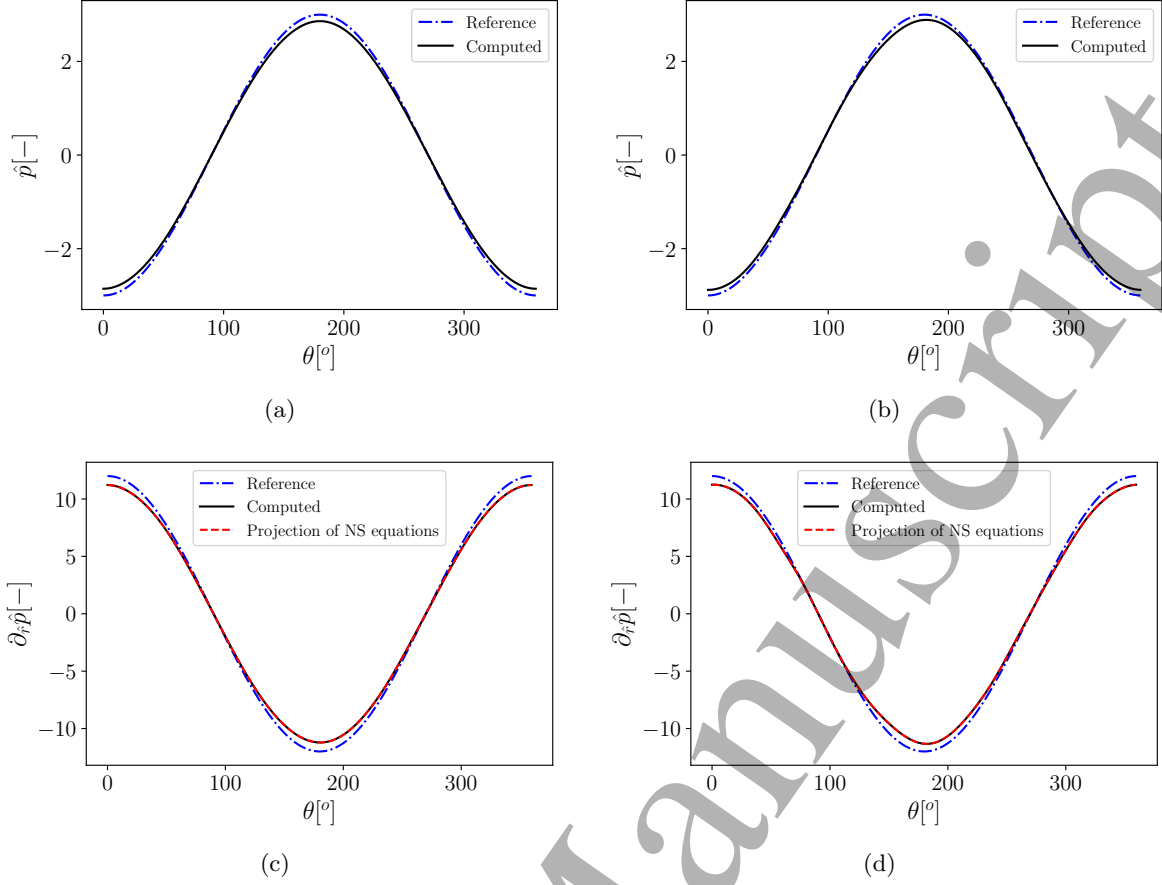 Reference
Computed
2
0
−2
p̂[−]
0
100
200
300
θ[°]
(a)
Reference
Computed
2
0
−2
p̂[−]
0
100
200
300
θ[°]
(b)
Reference
Computed
Projection of NS equations
10
5
0
−5
−10
∂r̂p̂[−]
0
100
200
300
θ[°]
(c)
Reference
Computed
Projection of NS equations
10
5
0
−5
−10
∂r̂p̂[−]
0
100
200
300
θ[°]
(d)
Manuscript